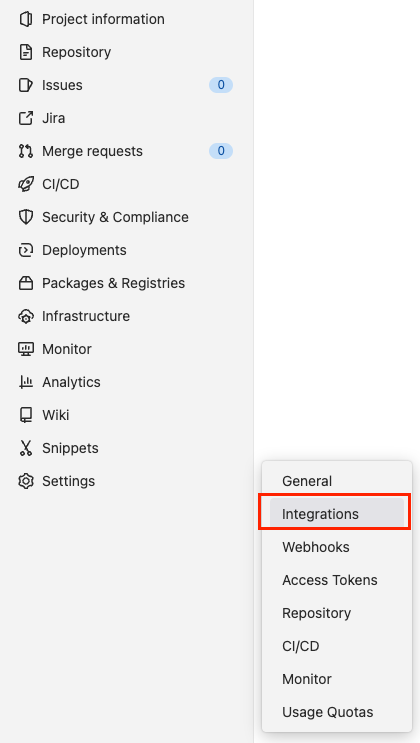 Project information
Repository
Issues 0
Jira
Merge requests 0
CI/CD
Security & Compliance
Deployments
Packages & Registries
Infrastructure
Monitor
Analytics
Wiki
Snippets
Settings
General
Integrations
Webhooks
Access Tokens
Repository
CI/CD
Monitor
Usage Quotas